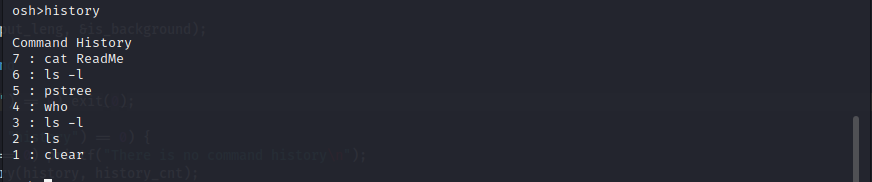 osh>history
Command History
7 : cat ReadMe
6 : ls -l
5 : pstree
4 : who
3 : ls -l
2 : ls
1 : clear